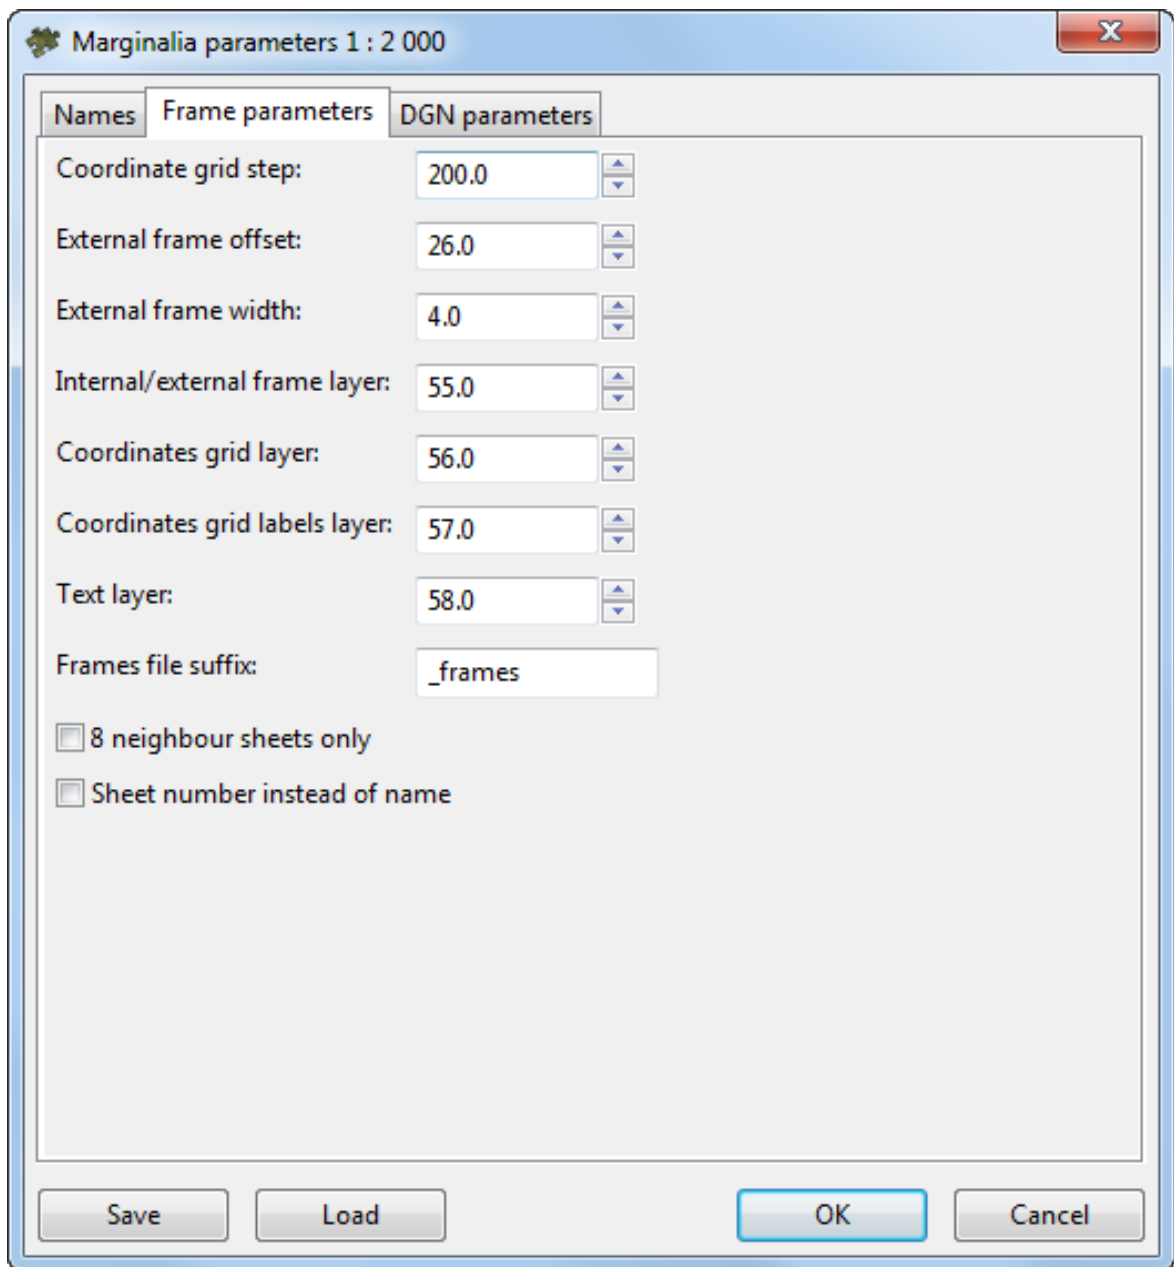 Marginalia parameters 1 : 2 000
Names Frame parameters DGN parameters
Coordinate grid step: 200.0
External frame offset: 26.0
External frame width: 4.0
Internal/external frame layer: 55.0
Coordinates grid layer: 56.0
Coordinates grid labels layer: 57.0
Text layer: 58.0
Frames file suffix: _frames
8 neighbour sheets only
Sheet number instead of name
Save Load OK Cancel